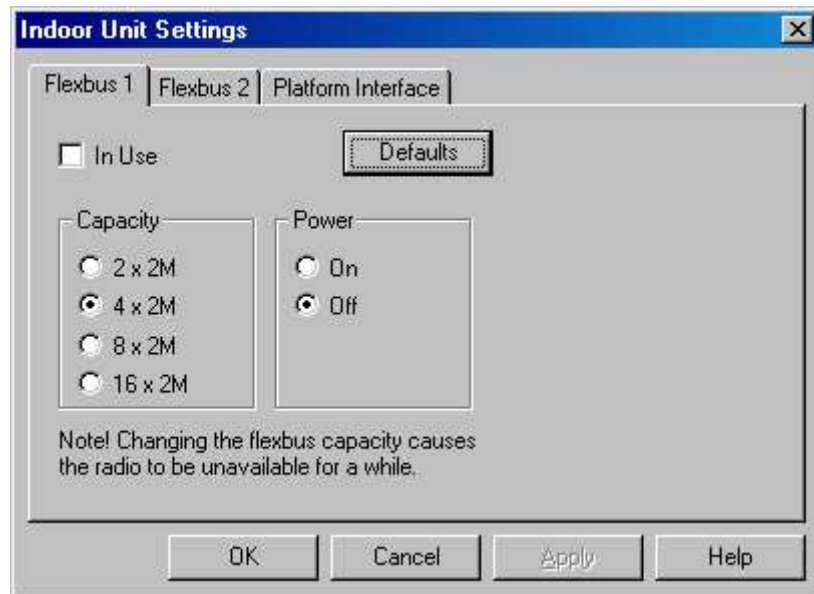 Indoor Unit Settings
Flexbus 1 Flexbus 2 Platform Interface
In Use Defaults
Capacity Power
2 x 2M On
4 x 2M Off
8 x 2M
16 x 2M
Note! Changing the flexbus capacity causes
the radio to be unavailable for a while.
OK Cancel Apply Help